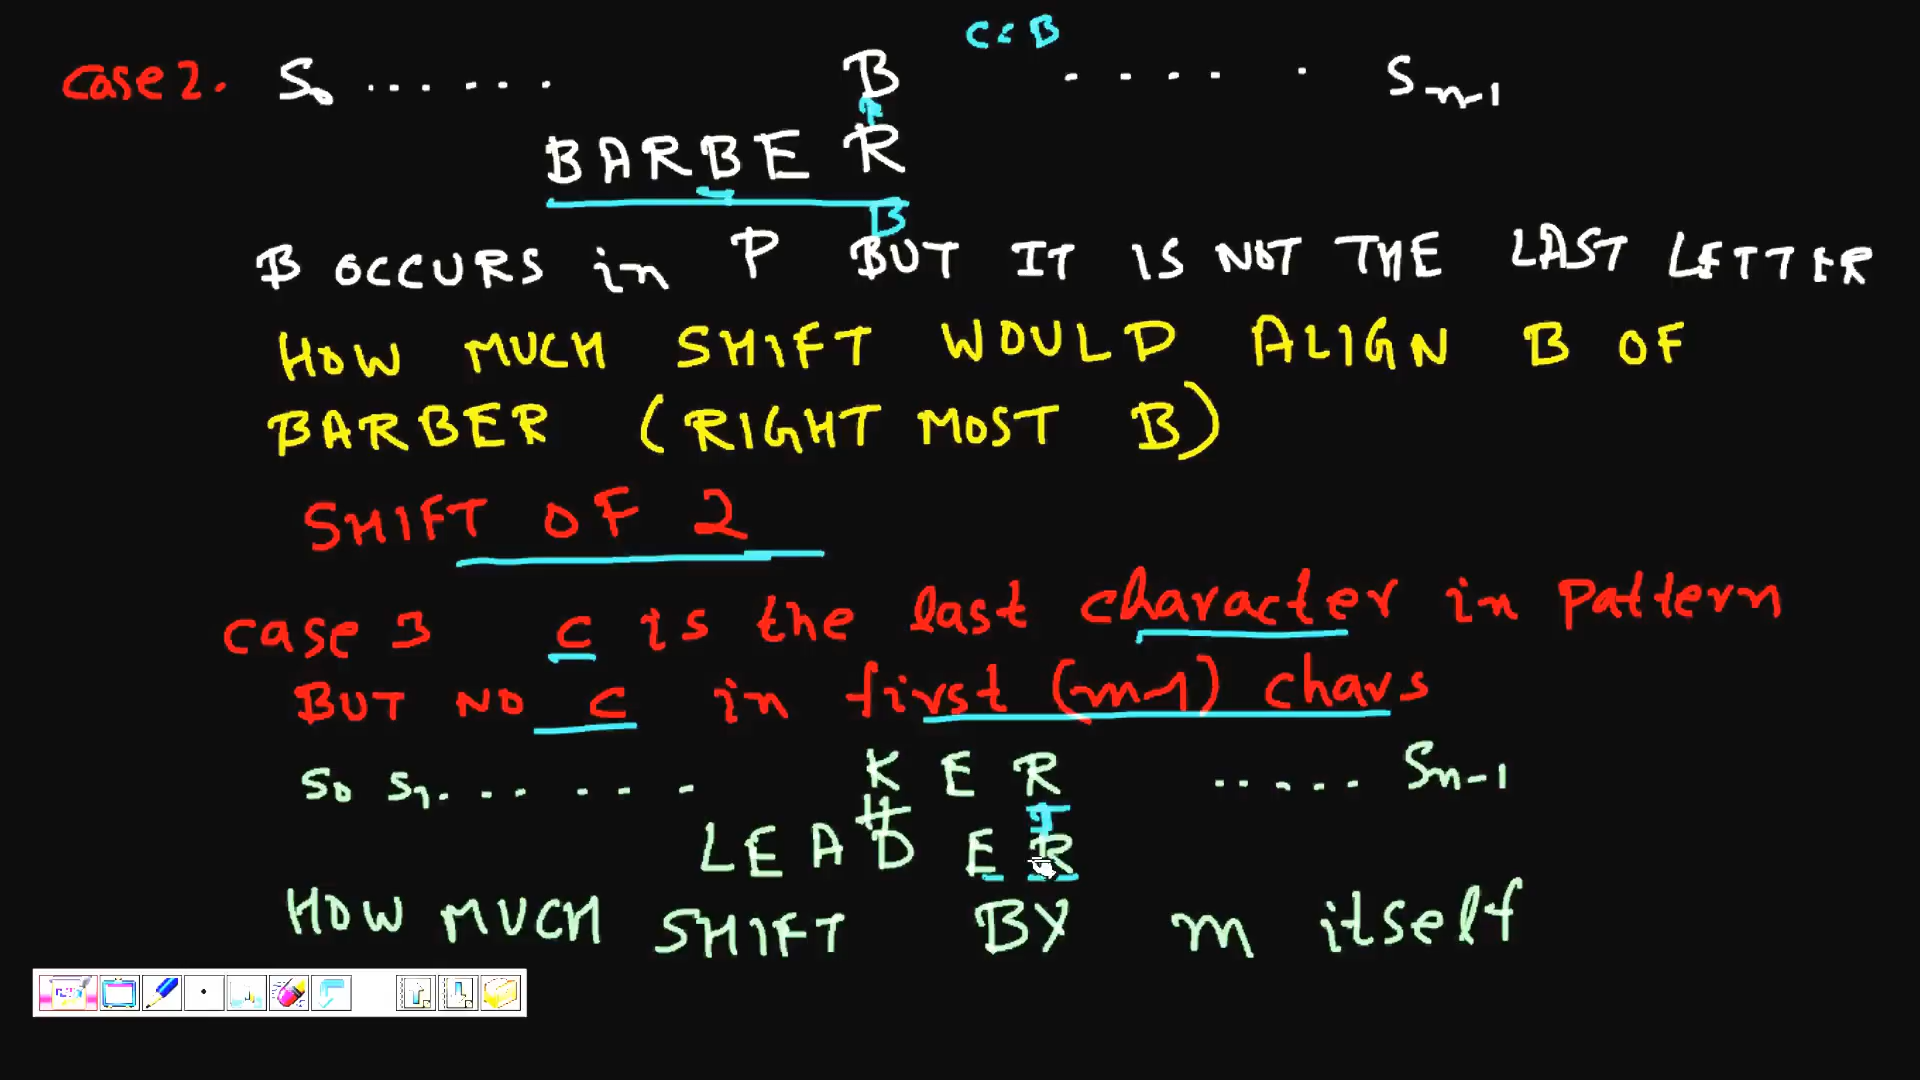 C = B
Case 2. S0 ...... B ..... Sn-1
BARBER
B
B OCCURS in P BUT IT IS NOT THE LAST LETTER
HOW MUCH SHIFT WOULD ALIGN B OF
BARBER (RIGHT MOST B)
SHIFT OF 2
case 3 c is the last character in pattern
BUT NO C in first (m-1) chars
S0 S1....... K E R ..... Sn-1
LEADER
HOW MUCH SHIFT BY m itself